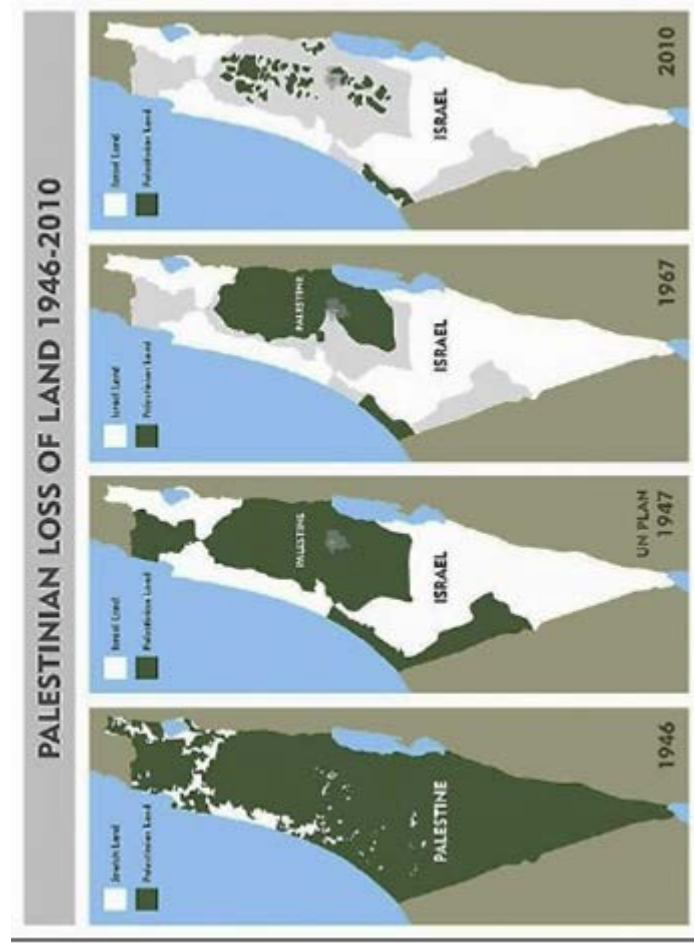 PALESTINIAN LOSS OF LAND 1946-2010
Jewish Land
Palestinian Land
PALESTINE
1946
Israel Land
Palestinian Land
PALESTINE
ISRAEL
UN PLAN
1947
Israel Land
Palestinian Land
PALESTINE
ISRAEL
1967
Israel Land
Palestinian Land
ISRAEL
2010